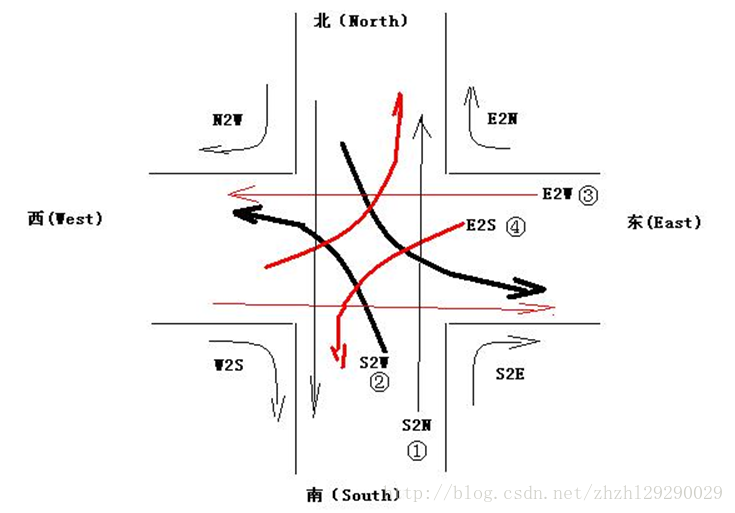 北（North）
N2W
E2N
E2W ③
西(West)
E2S ④
东(East)
W2S
S2W
②
S2E
S2N
①
南（South）
http://blog.csdn.net/zhzh129290029